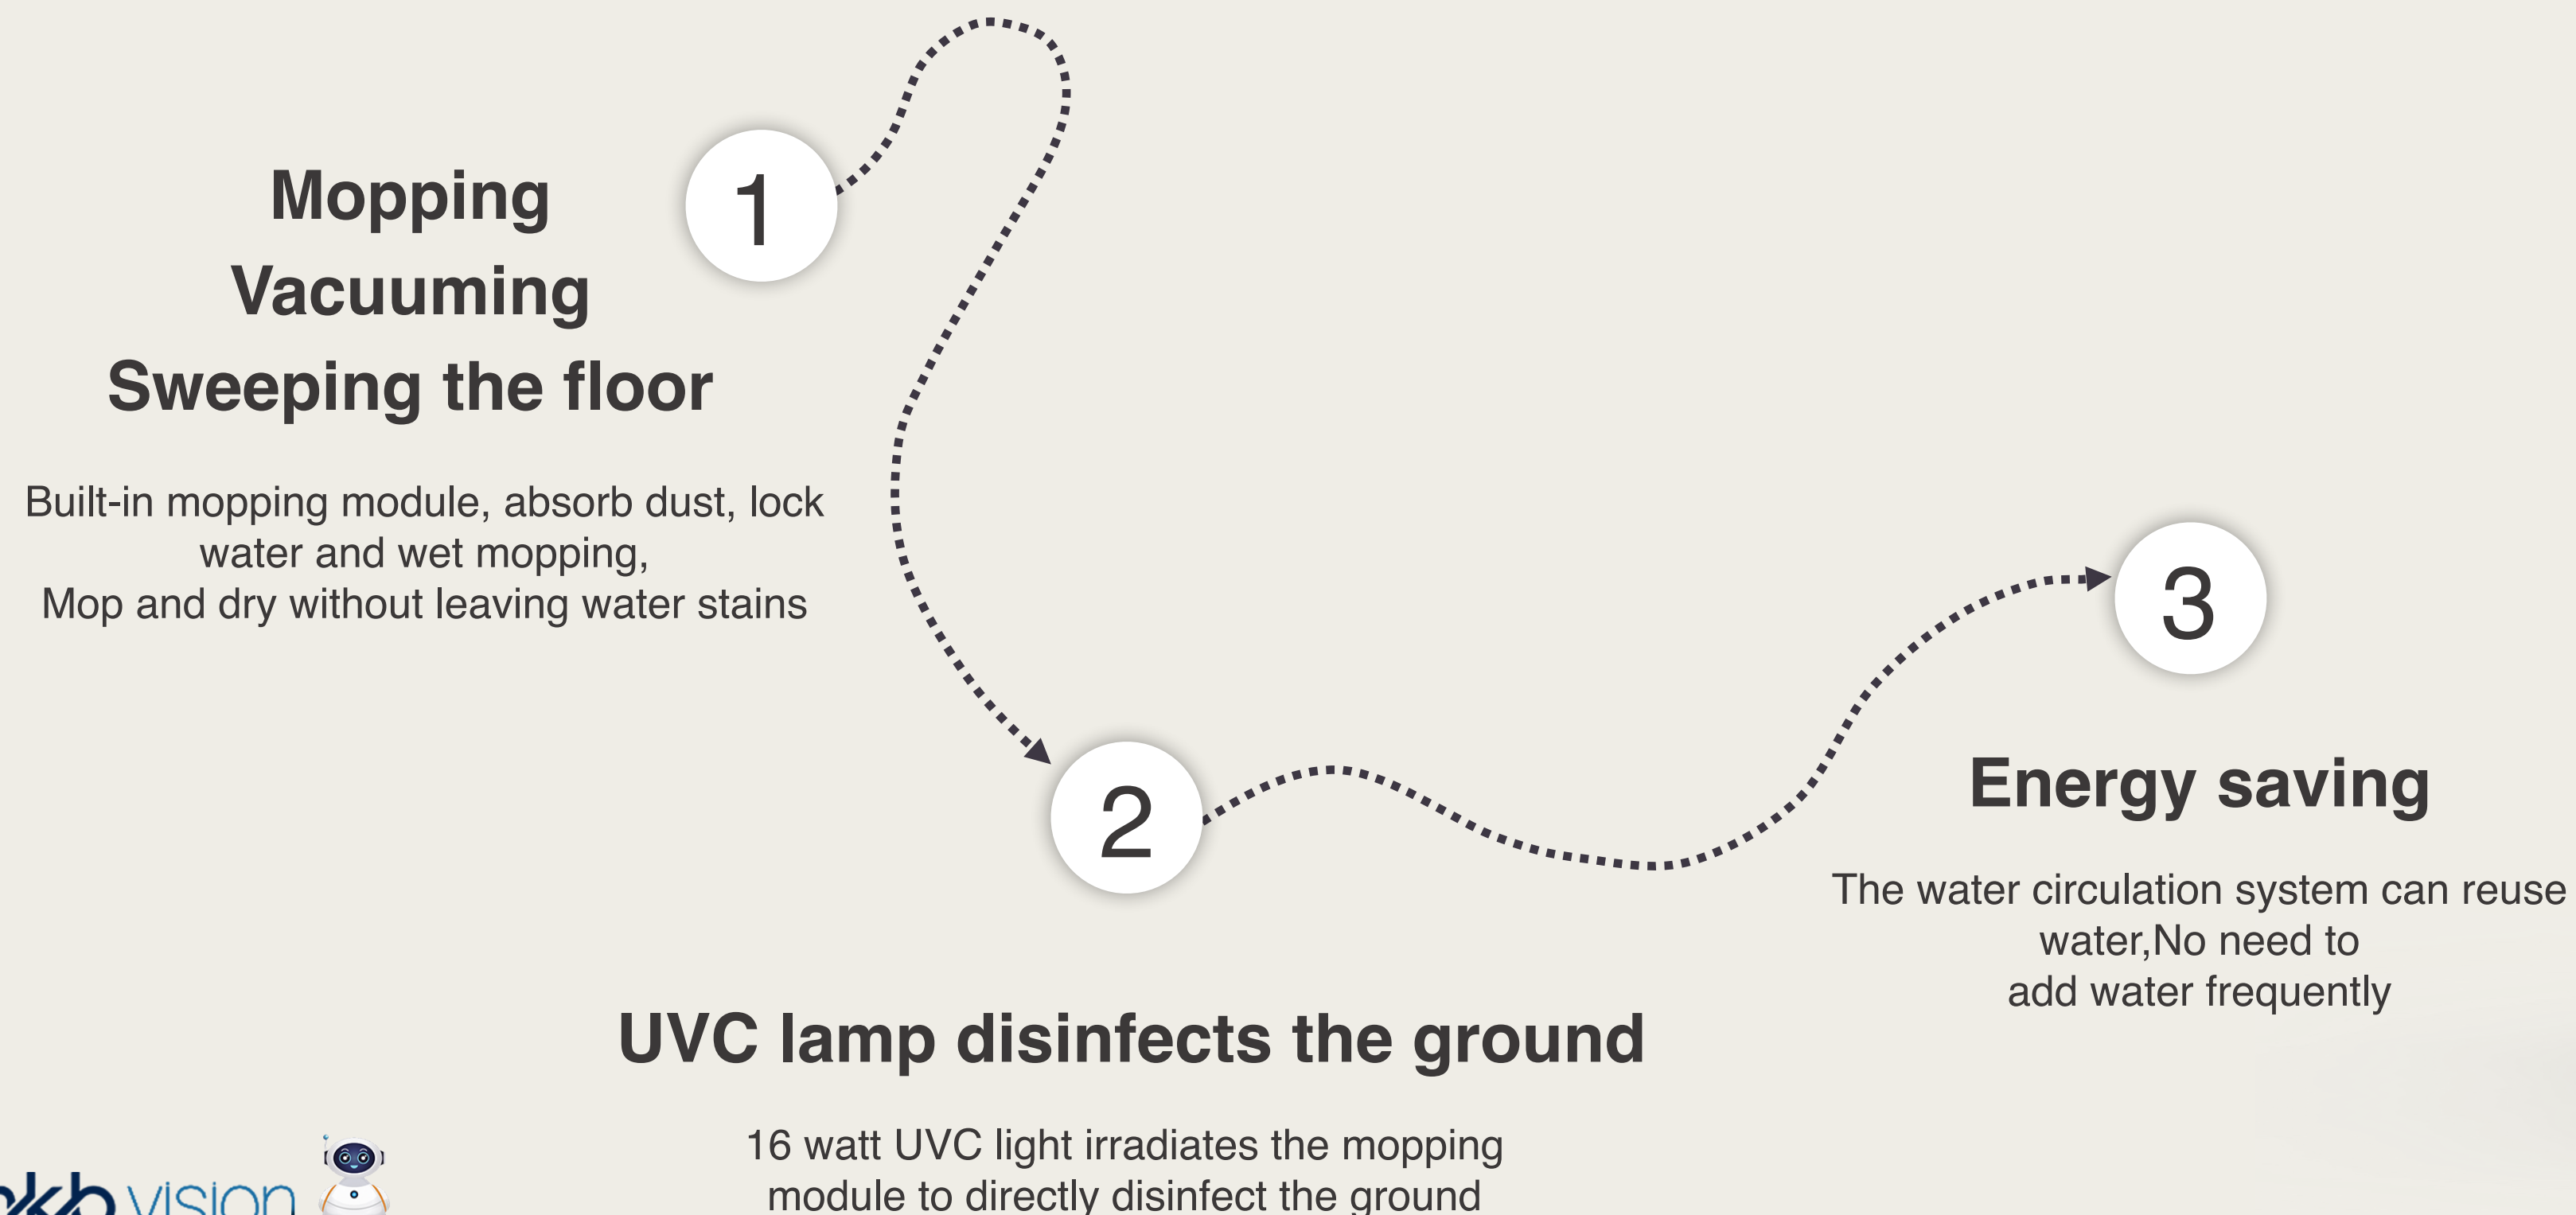 1
Mopping
Vacuuming
Sweeping the floor
Built-in mopping module, absorb dust, lock
water and wet mopping,
Mop and dry without leaving water stains
2
UVC lamp disinfects the ground
16 watt UVC light irradiates the mopping
module to directly disinfect the ground
3
Energy saving
The water circulation system can reuse
water,No need to
add water frequently
vision